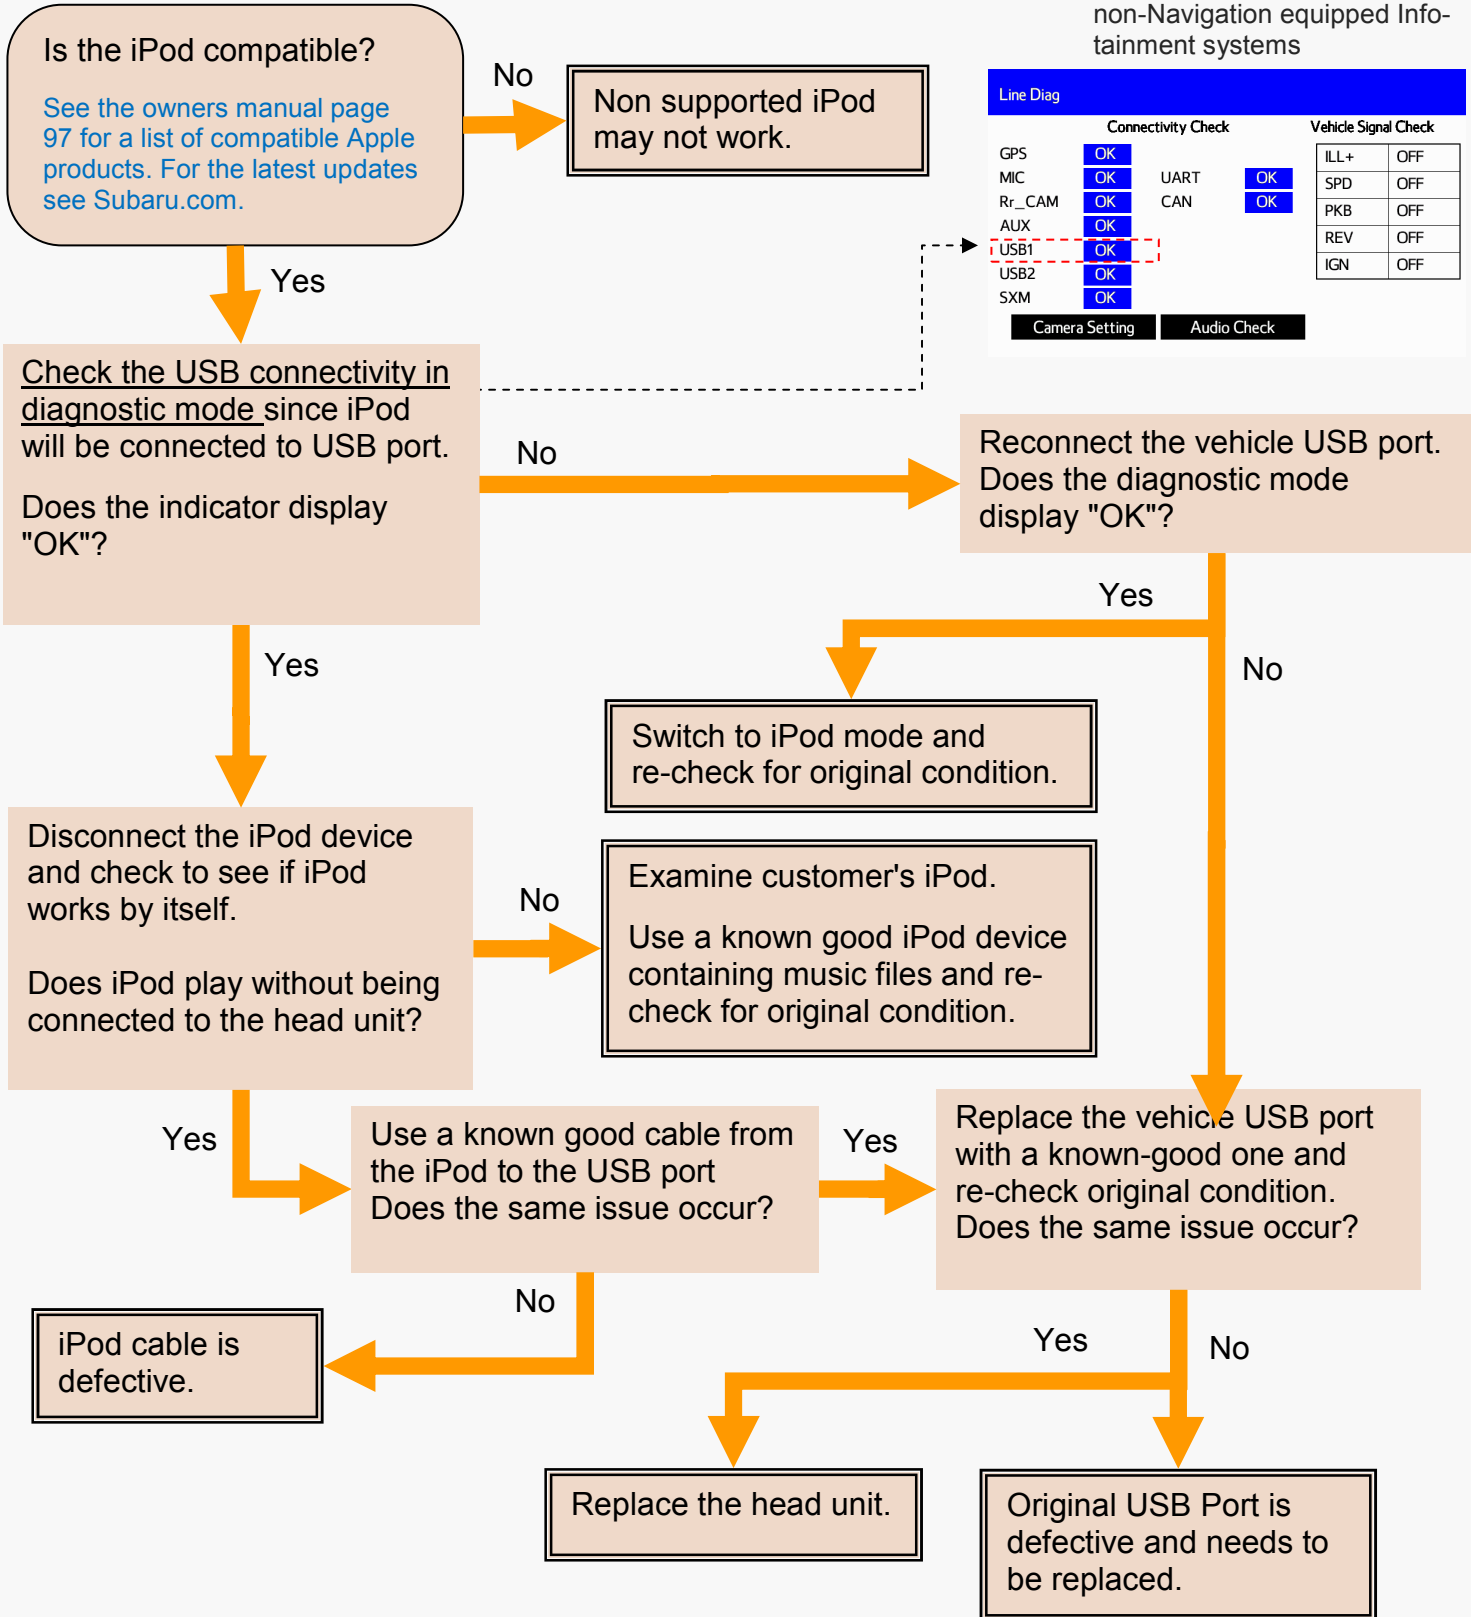 non-Navigation equipped Info-
tainment systems
Is the iPod compatible?
See the owners manual page
97 for a list of compatible Apple
products. For the latest updates
see Subaru.com.
No
Non supported iPod
may not work.
Line Diag
Connectivity Check
Vehicle Signal Check
GPS OK
MIC OK UART OK
Rr_CAM OK CAN OK
AUX OK
USB1 OK
USB2 OK
SXM OK
ILL+ OFF
SPD OFF
PKB OFF
REV OFF
IGN OFF
Camera Setting Audio Check
Yes
Check the USB connectivity in
diagnostic mode since iPod
will be connected to USB port.
Does the indicator display
"OK"?
No
Reconnect the vehicle USB port.
Does the diagnostic mode
display "OK"?
Yes
No
Yes
Switch to iPod mode and
re-check for original condition.
Disconnect the iPod device
and check to see if iPod
works by itself.
Does iPod play without being
connected to the head unit?
No
Examine customer's iPod.
Use a known good iPod device
containing music files and re-
check for original condition.
Yes
Use a known good cable from
the iPod to the USB port
Does the same issue occur?
Yes
Replace the vehicle USB port
with a known-good one and
re-check original condition.
Does the same issue occur?
No
iPod cable is
defective.
Yes
No
Replace the head unit.
Original USB Port is
defective and needs to
be replaced.